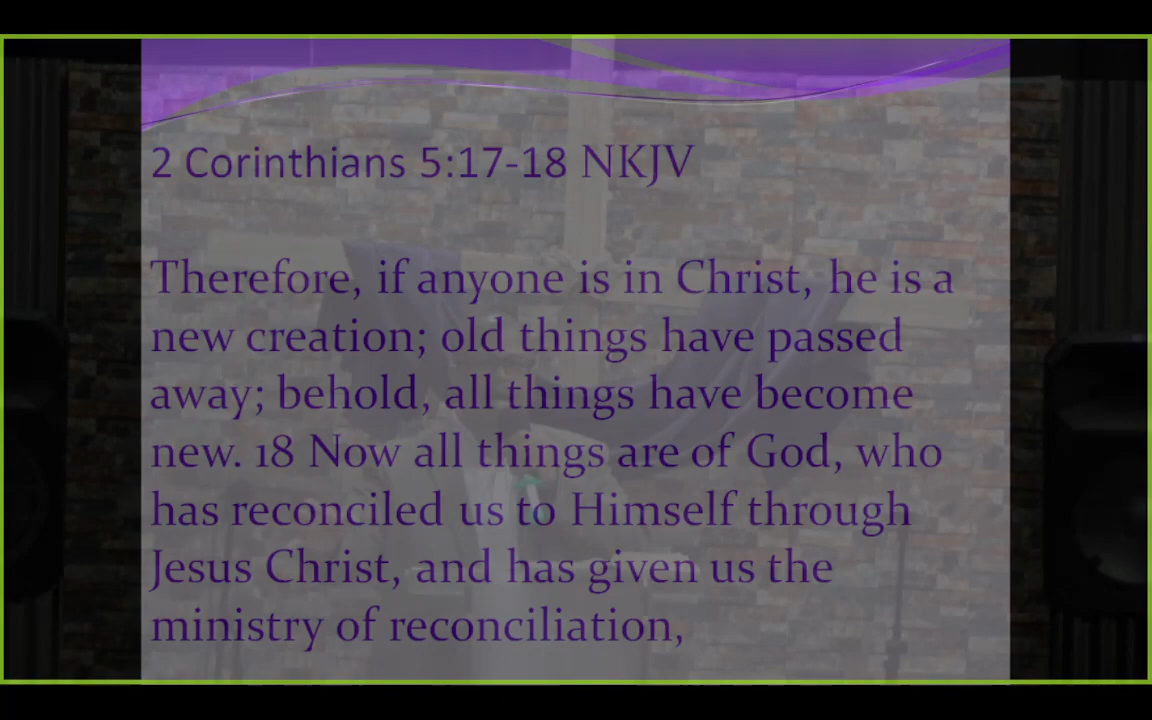 2 Corinthians 5:17-18 NKJV
Therefore, if anyone is in Christ, he is a
new creation; old things have passed
away; behold, all things have become
new. 18 Now all things are of God, who
has reconciled us to Himself through
Jesus Christ, and has given us the
ministry of reconciliation,